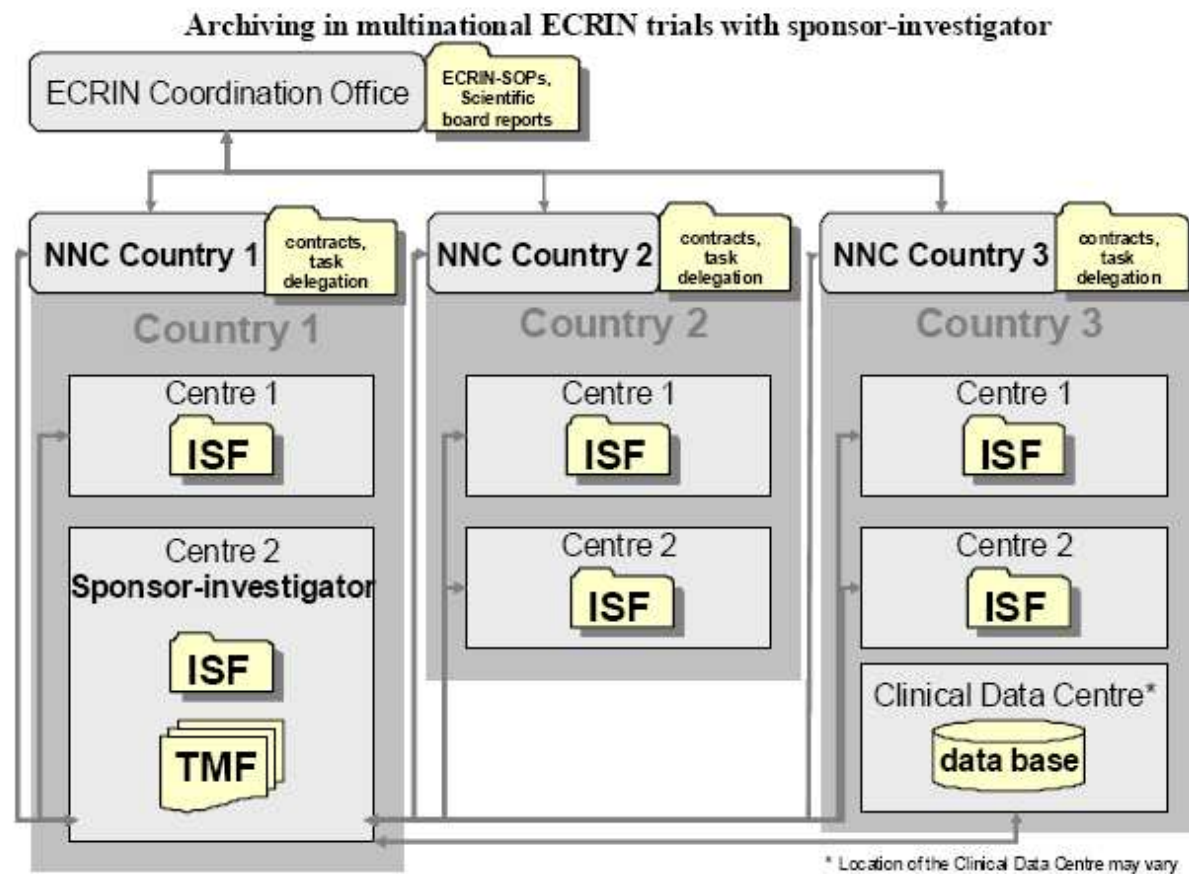 Archiving in multinational ECRIN trials with sponsor-investigator
ECRIN Coordination Office
ECRIN-SOPs,
Scientific
board reports
NNC Country 1
contracts,
task
delegation
NNC Country 2
contracts,
task
delegation
NNC Country 3
contracts,
task
delegation
Country 1
Centre 1
ISF
Centre 2
Sponsor-investigator
ISF
TMF
Country 2
Centre 1
ISF
Centre 2
ISF
Country 3
Centre 1
ISF
Centre 2
ISF
Clinical Data Centre*
data base
* Location of the Clinical Data Centre may vary